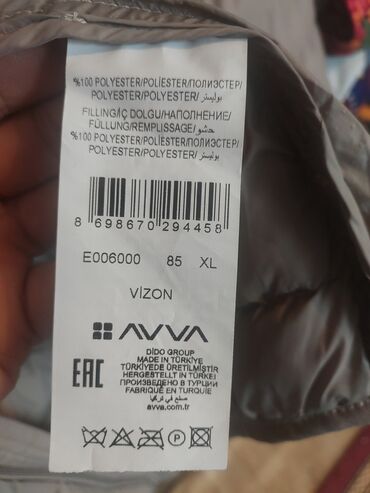 %100 POLYESTER/POLİESTER/ПОЛИЭСТЕР/
POLYESTER/POLYESTER/بوليستر
FILLING/İÇ DOLGU/НАПОЛНЕНИЕ/
FÜLLUNG/REMPLISSAGE/حشو
%100 POLYESTER/POLİESTER/ПОЛИЭСТЕР/
POLYESTER/POLYESTER/بوليستر
8 698670 294458
E006000 85 XL
VİZON
AVVA
DİDO GROUP
MADE IN TÜRKİYE
TÜRKİYEDE ÜRETİLMİŞTİR
HERGESTELLT IN TÜRKEI
ПРОИЗВЕДЕНО В ТУРЦИИ
FABRIQUÉ EN TURQUIE
صنع في تركيا
avva.com.tr
EAC
P